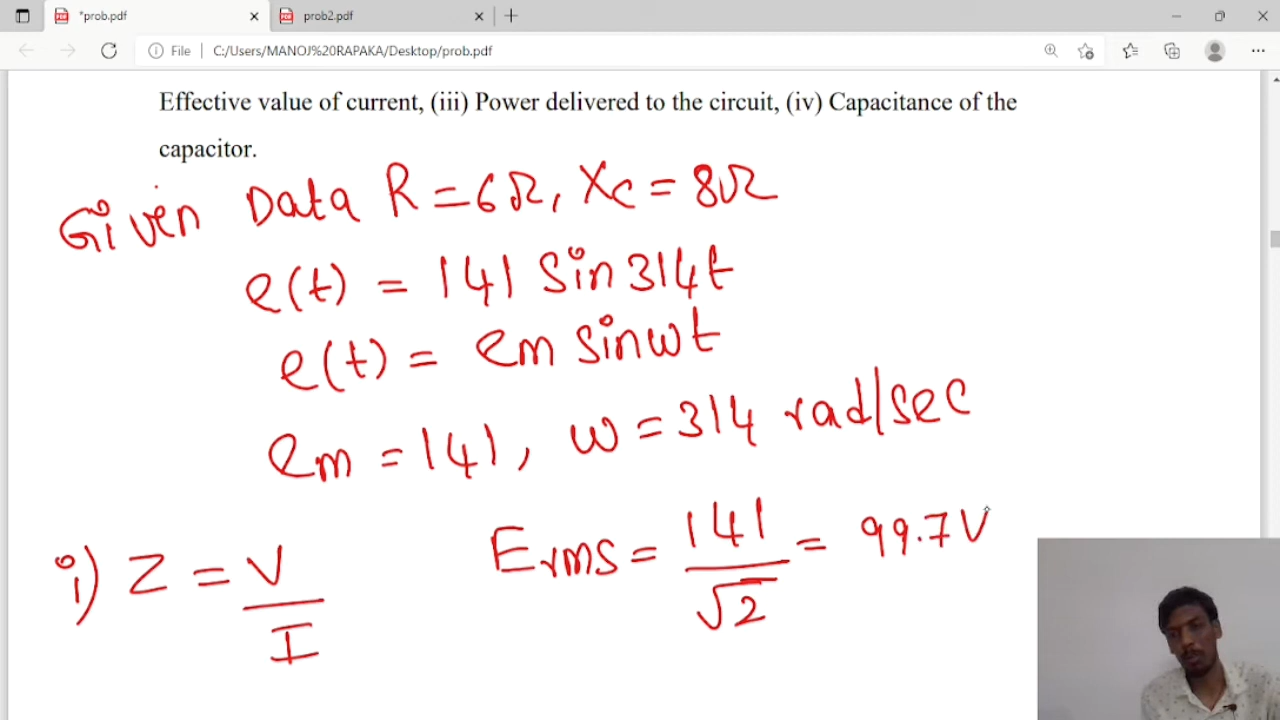 *prob.pdf
prob2.pdf
File | C:/Users/MANOJ%20RAPAKA/Desktop/prob.pdf
Effective value of current, (iii) Power delivered to the circuit, (iv) Capacitance of the
capacitor.
Given Data R = 6Ω, Xc = 8Ω
e(t) = 141 Sin 314t
e(t) = em sinωt
em = 141, ω = 314 rad/sec
i) Z = V/I
Erms = 141/√2 = 99.7V